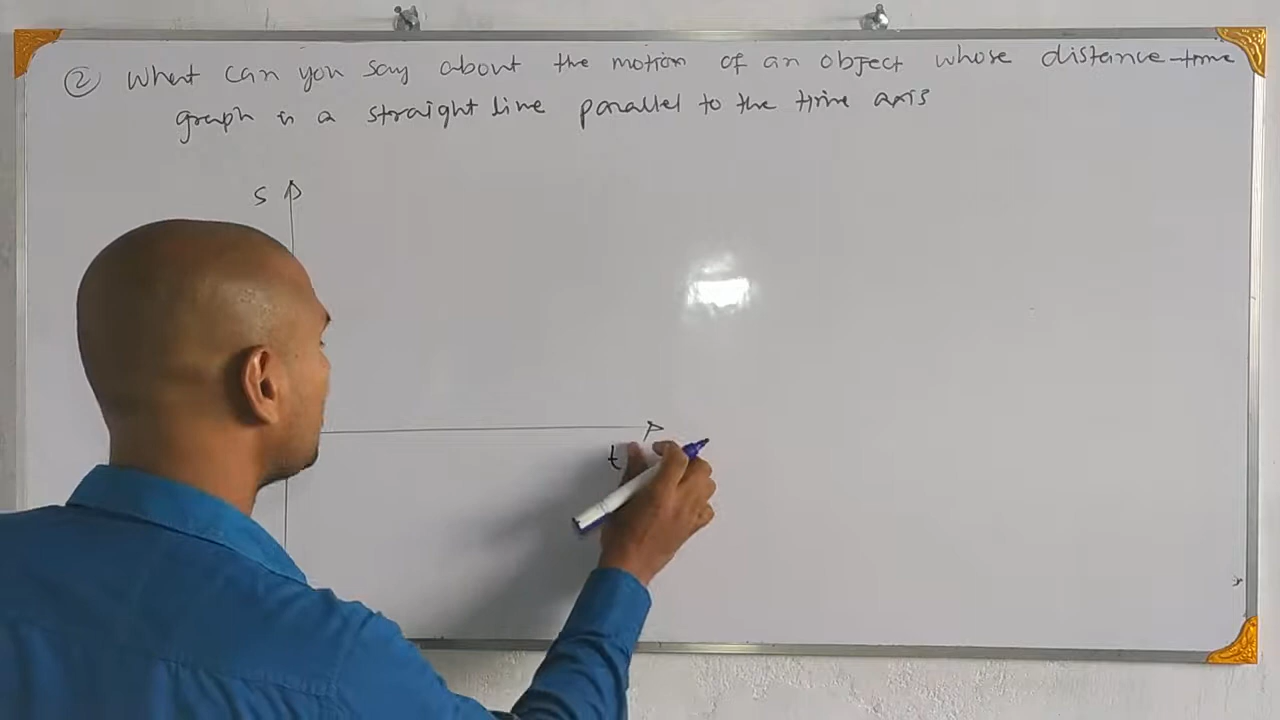 ② What can you say about the motion of an object whose distance-time
graph is a straight line parallel to the time axis
S
t